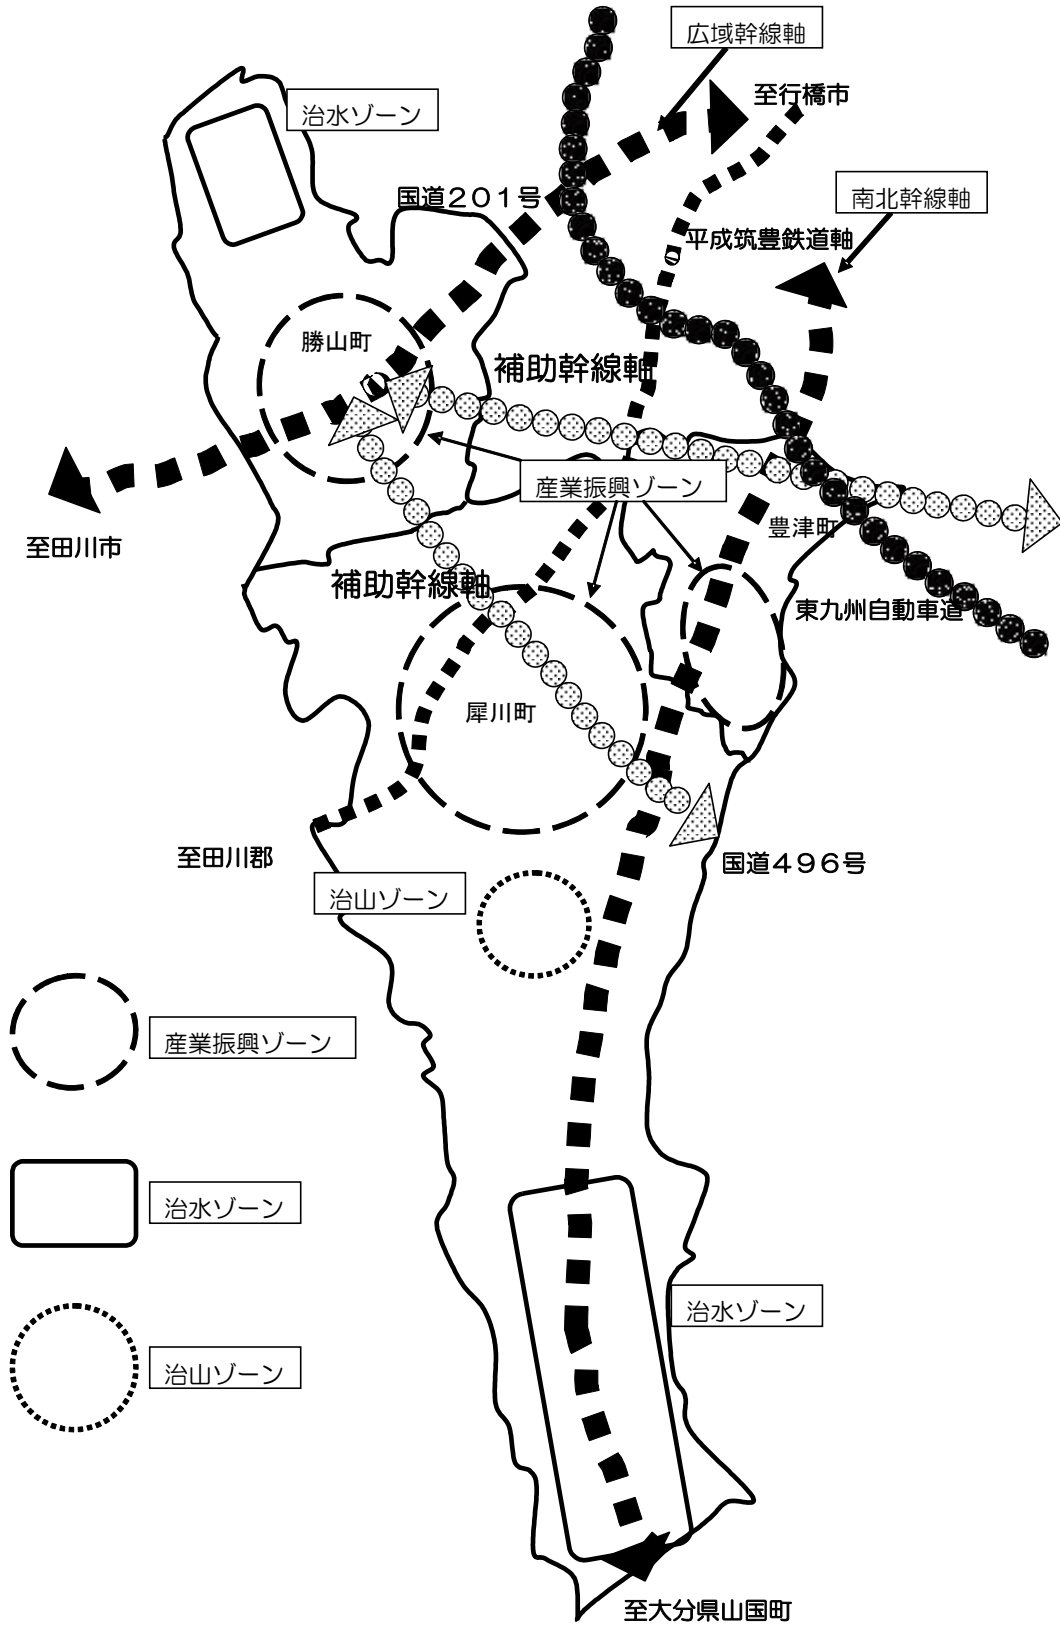 広域幹線軸
至行橋市
治水ゾーン
国道２０１号
南北幹線軸
平成筑豊鉄道軸
勝山町
補助幹線軸
産業振興ゾーン
豊津町
至田川市
補助幹線軸
東九州自動車道
犀川町
至田川郡
国道４９６号
治山ゾーン
産業振興ゾーン
治水ゾーン
治水ゾーン
治山ゾーン
至大分県山国町